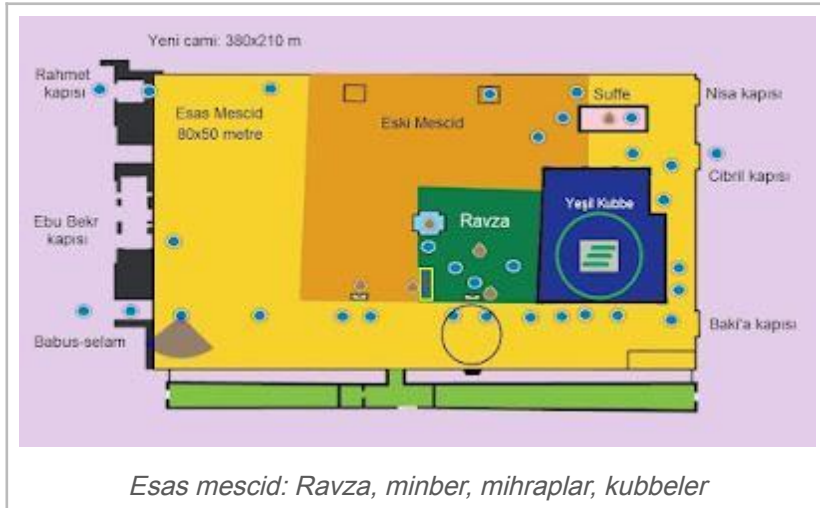 Yeni cami: 380x210 m
Rahmet
kapısı
Esas Mescid
80x50 metre
Eski Mescid
Suffe
Nisa kapısı
Cibril kapısı
Yeşil Kubbe
Ravza
Ebu Bekr
kapısı
Babus-selam
Baki'a kapısı
Esas mescid: Ravza, minber, mihraplar, kubbeler